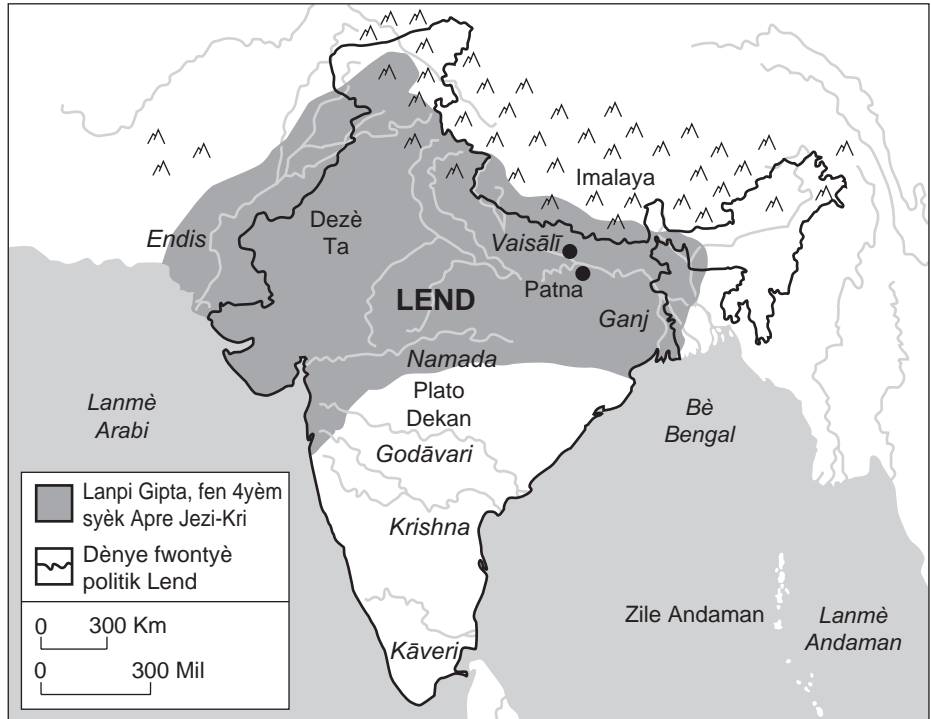 Imalaya
Endis
Dezè
Ta
Vaisālī
Patna
LEND
Ganj
Namada
Plato
Dekan
Lanmè
Arabi
Bè
Bengal
Godāvari
Krishna
Kāveri
Zile Andaman
Lanmè
Andaman
Lanpi Gipta, fen 4yèm
syèk Apre Jezi-Kri
Dènye fwontyè
politik Lend
0 300 Km
0 300 Mil